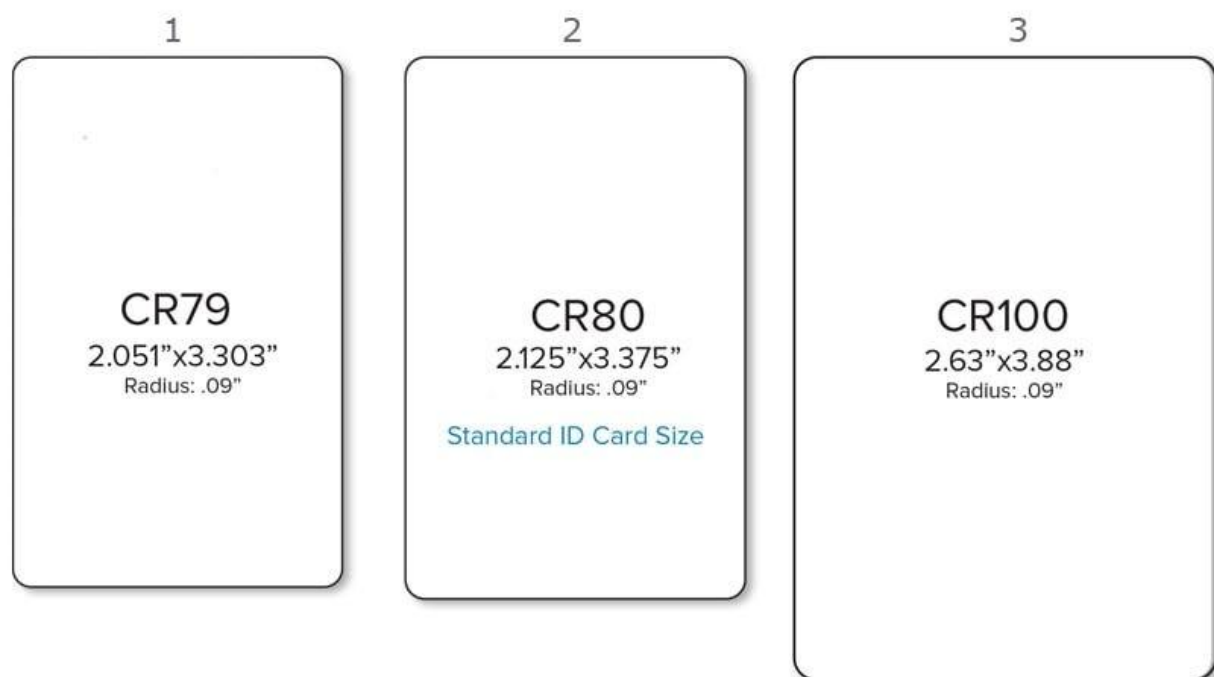 1
CR79
2.051”x3.303”
Radius: .09”
2
CR80
2.125”x3.375”
Radius: .09”
Standard ID Card Size
3
CR100
2.63”x3.88”
Radius: .09”